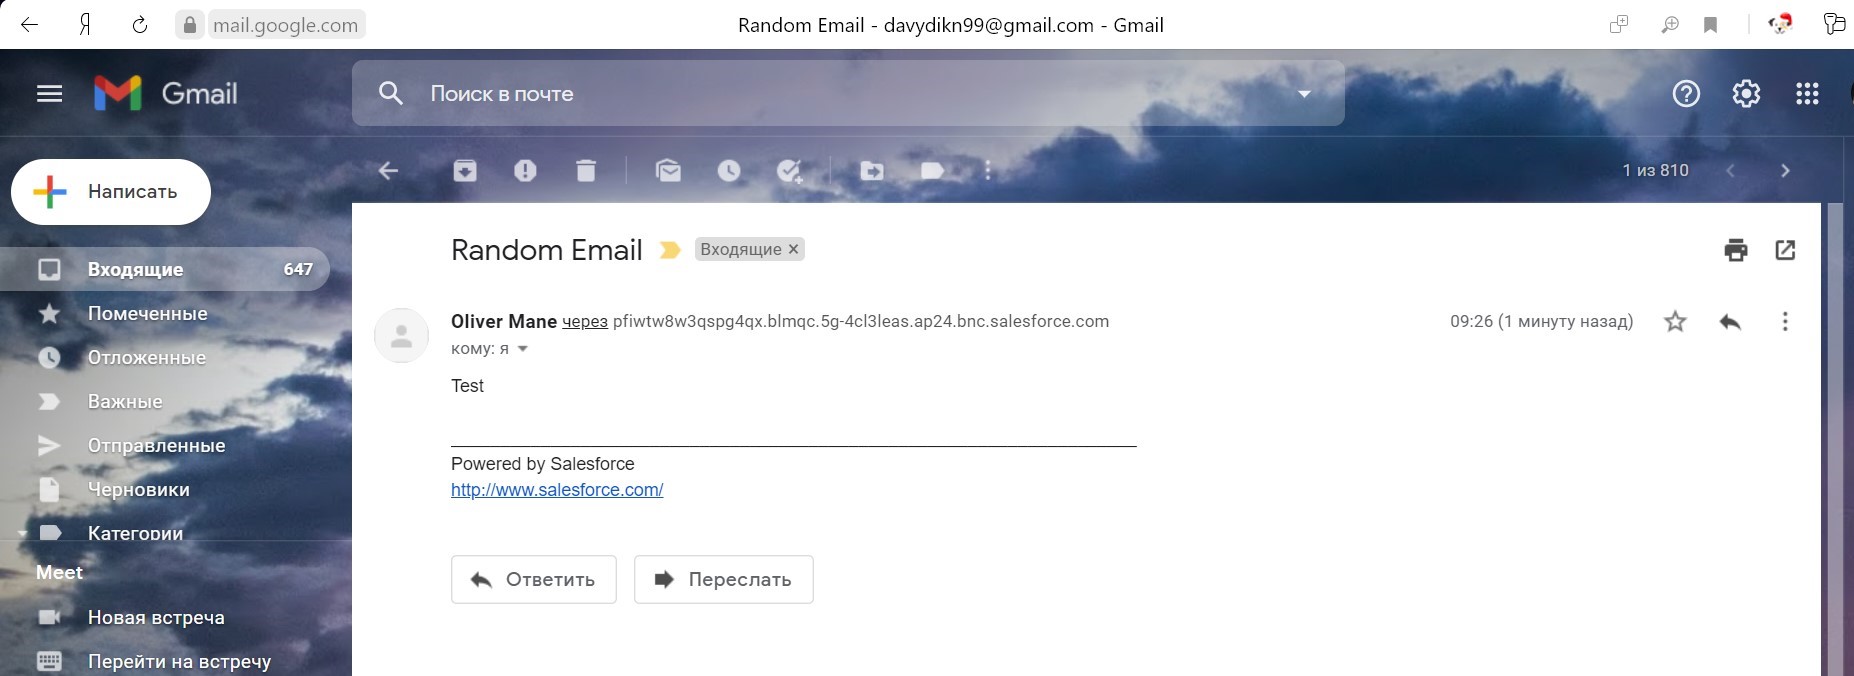 Я mail.google.com Random Email - davydikn99@gmail.com - Gmail
Gmail Поиск в почте
1 из 810
Написать
Random Email Входящие ×
Входящие 647
Помеченные
Oliver Mane через pfiwtw8w3qspg4qx.blmqc.5g-4cl3leas.ap24.bnc.salesforce.com 09:26 (1 минуту назад)
кому: я
Отложенные
Test
Важные
Отправленные
Powered by Salesforce
http://www.salesforce.com/
Черновики
Категории
Meet
Ответить Переслать
Новая встреча
Перейти на встречу